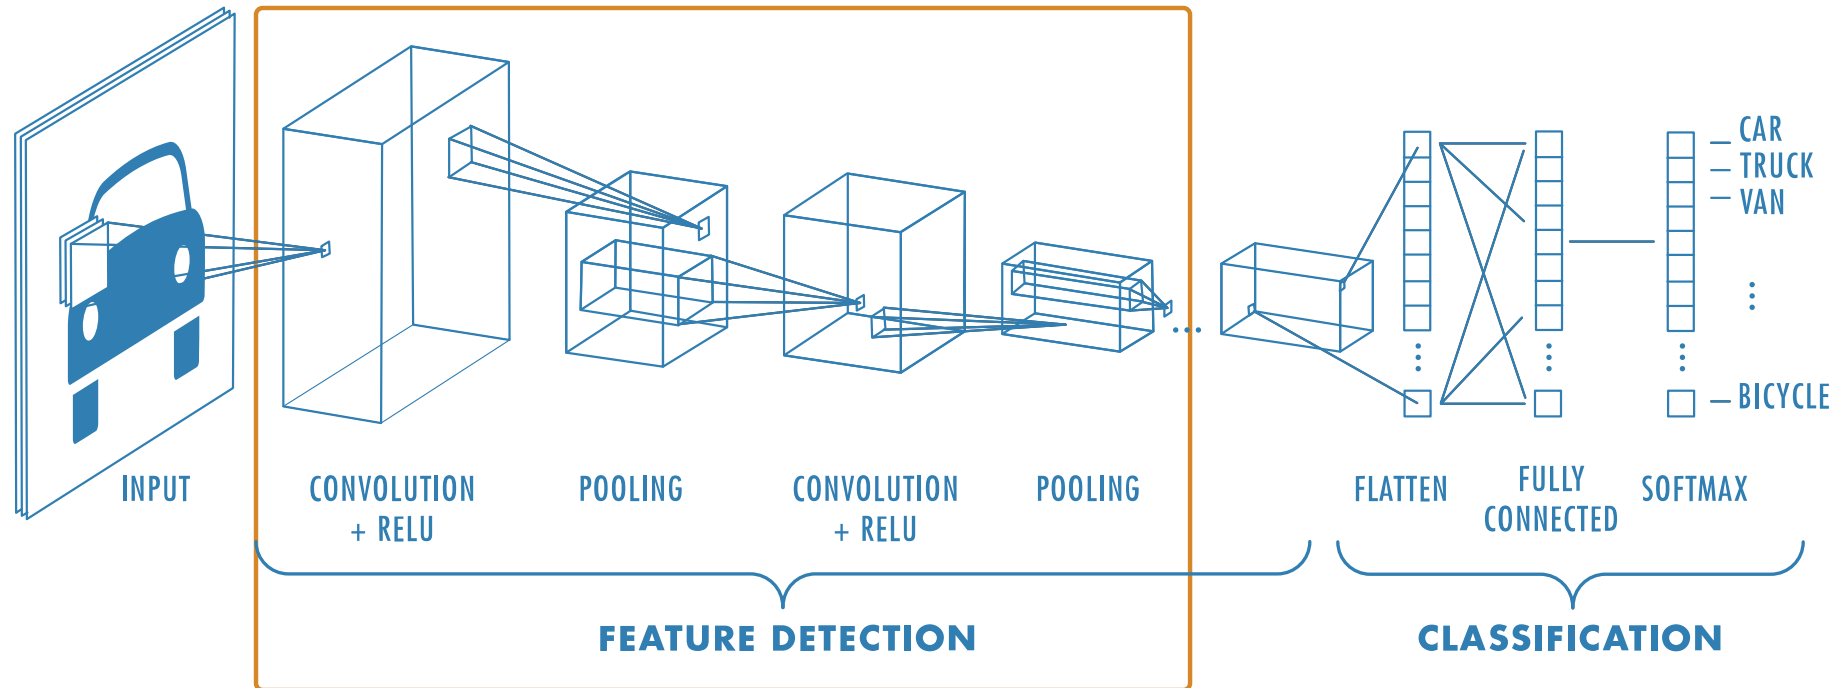 CAR
TRUCK
VAN
BICYCLE
INPUT
CONVOLUTION
+ RELU
POOLING
CONVOLUTION
+ RELU
POOLING
FLATTEN
FULLY
CONNECTED
SOFTMAX
FEATURE DETECTION
CLASSIFICATION